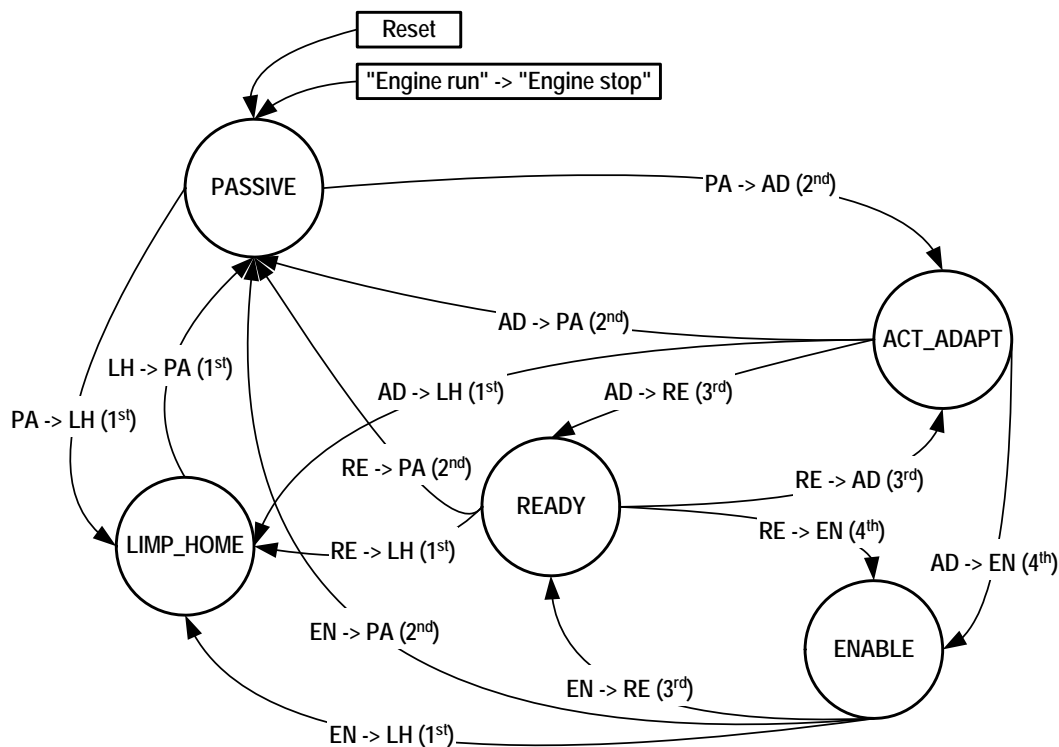 Reset
"Engine run" -> "Engine stop"
PASSIVE
PA -> AD (2nd)
AD -> PA (2nd)
ACT_ADAPT
LH -> PA (1st)
AD -> LH (1st)
AD -> RE (3rd)
PA -> LH (1st)
RE -> PA (2nd)
READY
RE -> AD (3rd)
RE -> EN (4th)
LIMP_HOME
RE -> LH (1st)
AD -> EN (4th)
EN -> PA (2nd)
ENABLE
EN -> RE (3rd)
EN -> LH (1st)